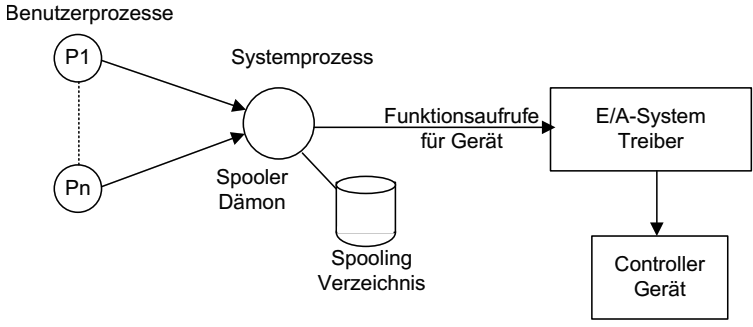 Benutzerprozesse
P1
Systemprozess
Funktionsaufrufe
für Gerät
E/A-System
Treiber
Pn
Spooler
Dämon
Spooling
Verzeichnis
Controller
Gerät